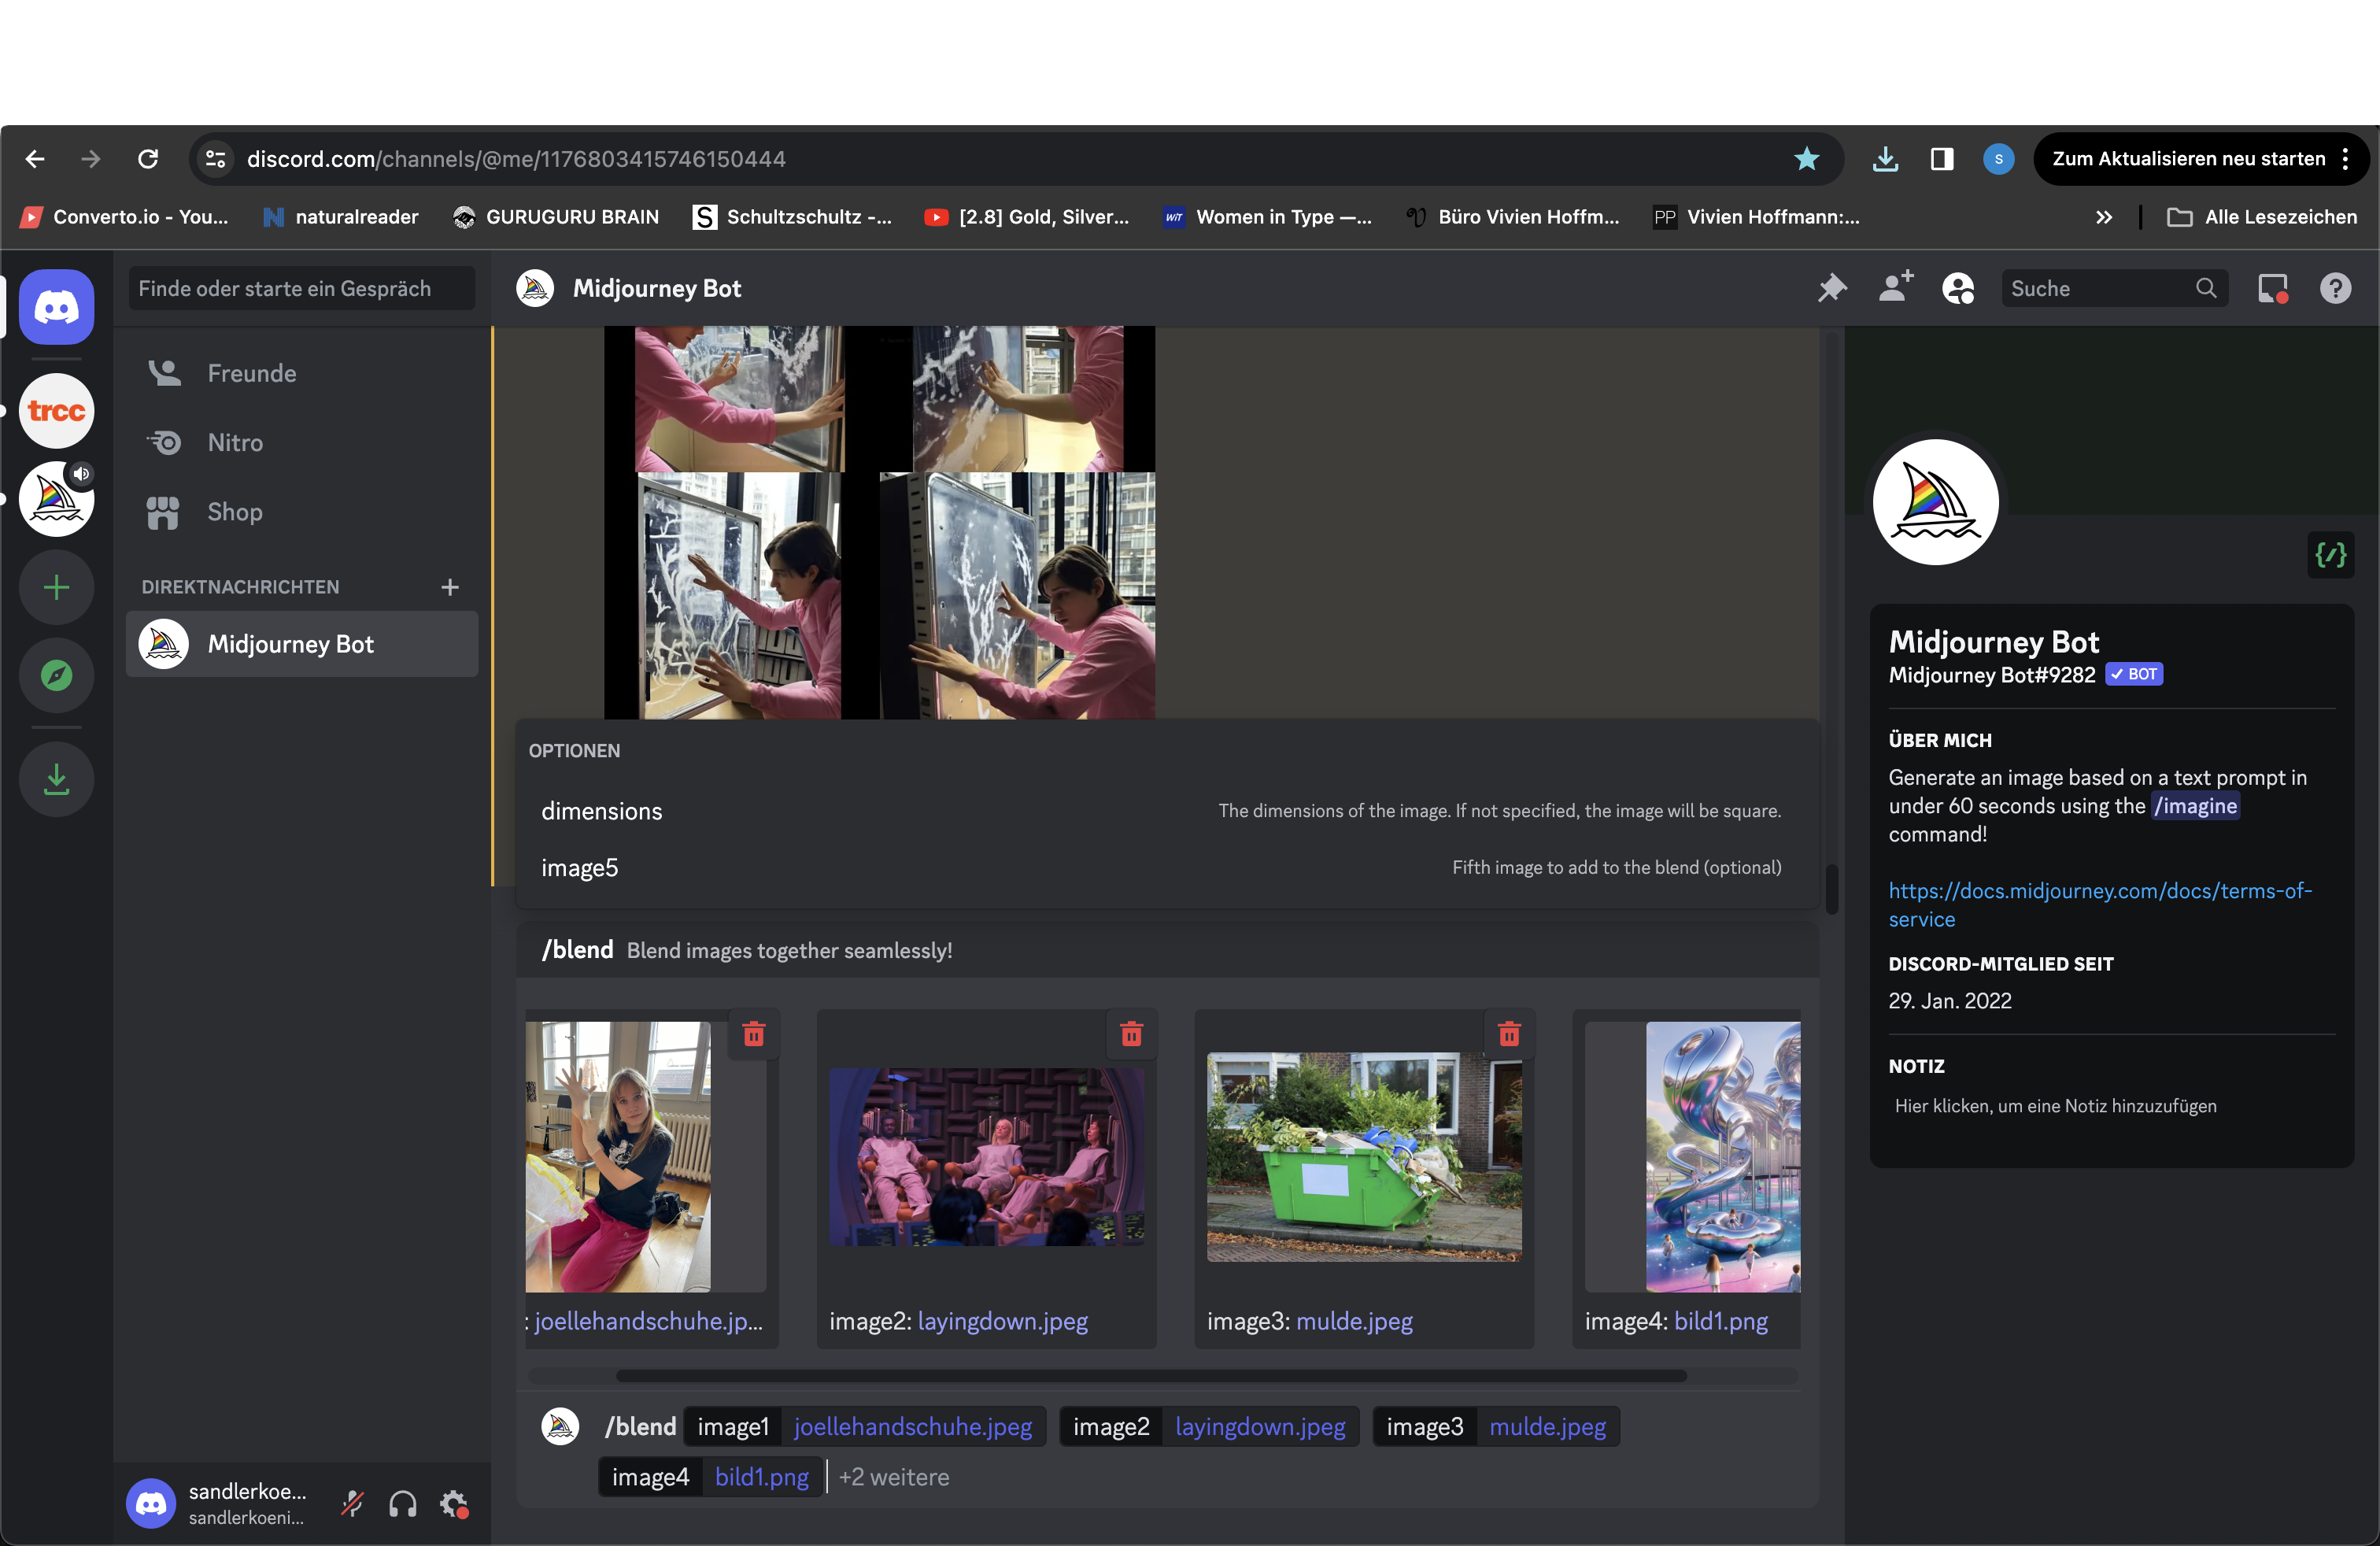 discord.com/channels/@me/1176803415746150444
S
Zum Aktualisieren neu starten
Converto.io - You...
naturalreader
GURUGURU BRAIN
S
Schultzschultz -...
[2.8] Gold, Silver...
WiT
Women in Type —...
Büro Vivien Hoffm...
PP
Vivien Hoffmann:...
Alle Lesezeichen
Finde oder starte ein Gespräch
Midjourney Bot
Suche
trcc
Freunde
Nitro
Shop
DIREKTNACHRICHTEN
Midjourney Bot
OPTIONEN
dimensions
The dimensions of the image. If not specified, the image will be square.
image5
Fifth image to add to the blend (optional)
/blend Blend images together seamlessly!
: joellehandschuhe.jp...
image2: layingdown.jpeg
image3: mulde.jpeg
image4: bild1.png
/blend image1 joellehandschuhe.jpeg image2 layingdown.jpeg image3 mulde.jpeg
image4 bild1.png +2 weitere
sandlerkoe...
sandlerkoeni...
Midjourney Bot
Midjourney Bot#9282 ✓ BOT
ÜBER MICH
Generate an image based on a text prompt in
under 60 seconds using the /imagine
command!
https://docs.midjourney.com/docs/terms-of-
service
DISCORD-MITGLIED SEIT
29. Jan. 2022
NOTIZ
Hier klicken, um eine Notiz hinzuzufügen